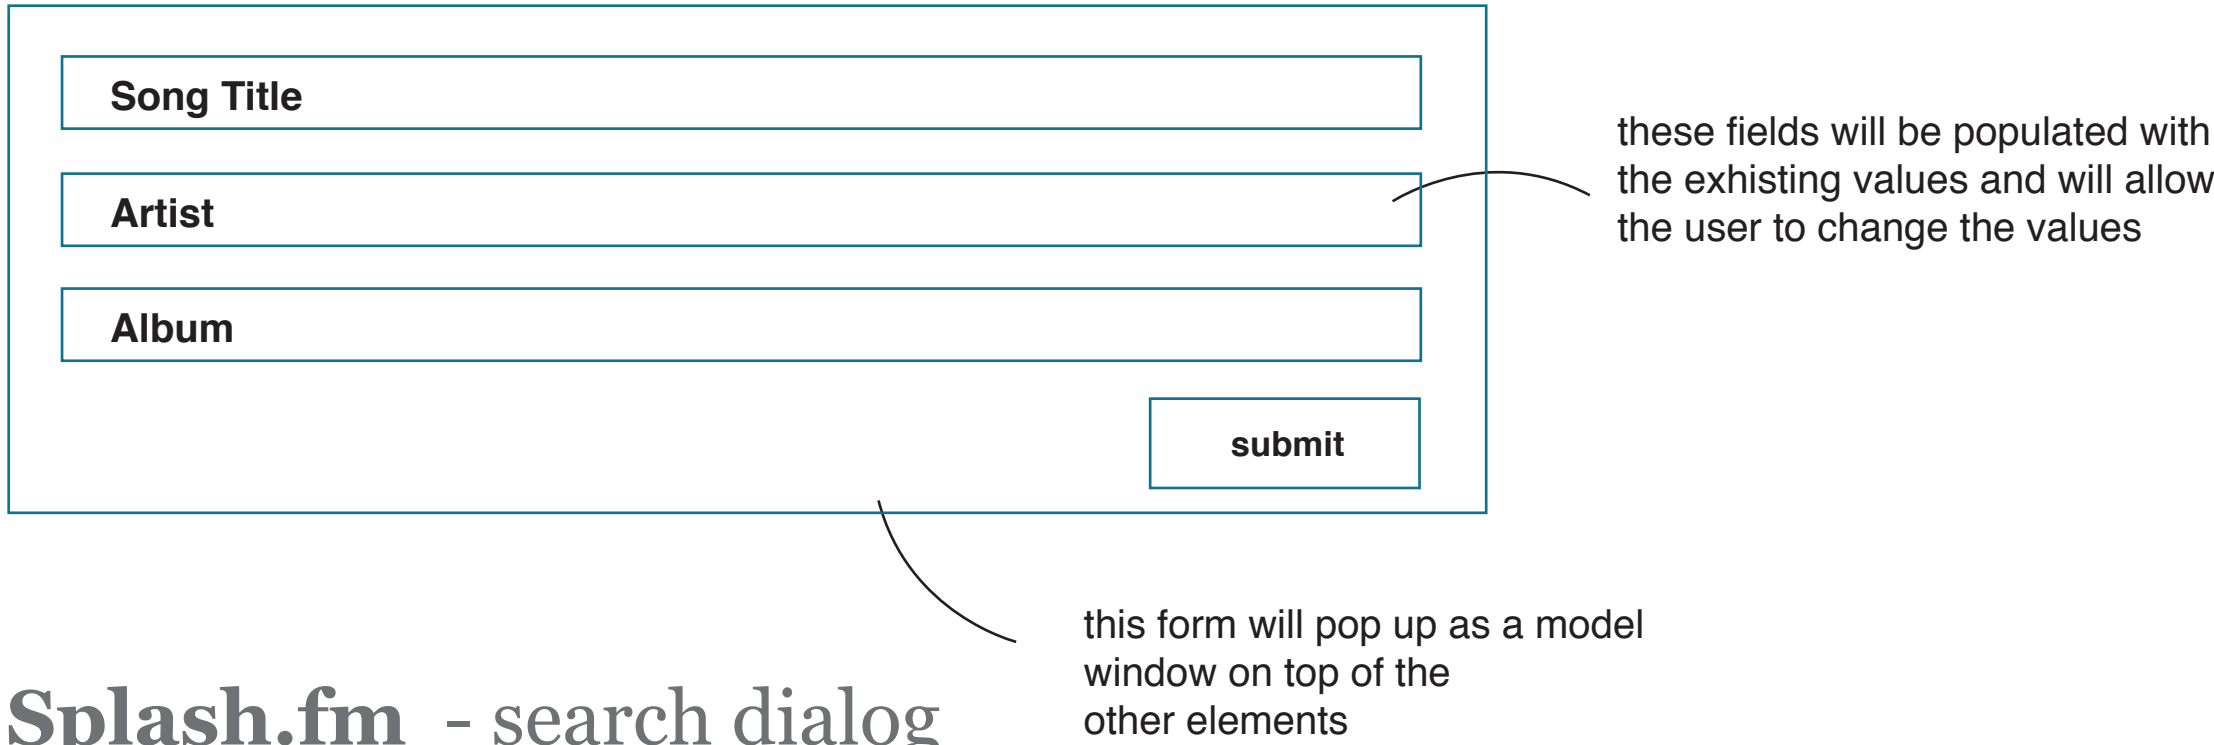 Song Title
Artist
Album
submit
these fields will be populated with
the exhisting values and will allow
the user to change the values
this form will pop up as a model
window on top of the
other elements
Splash.fm - search dialog